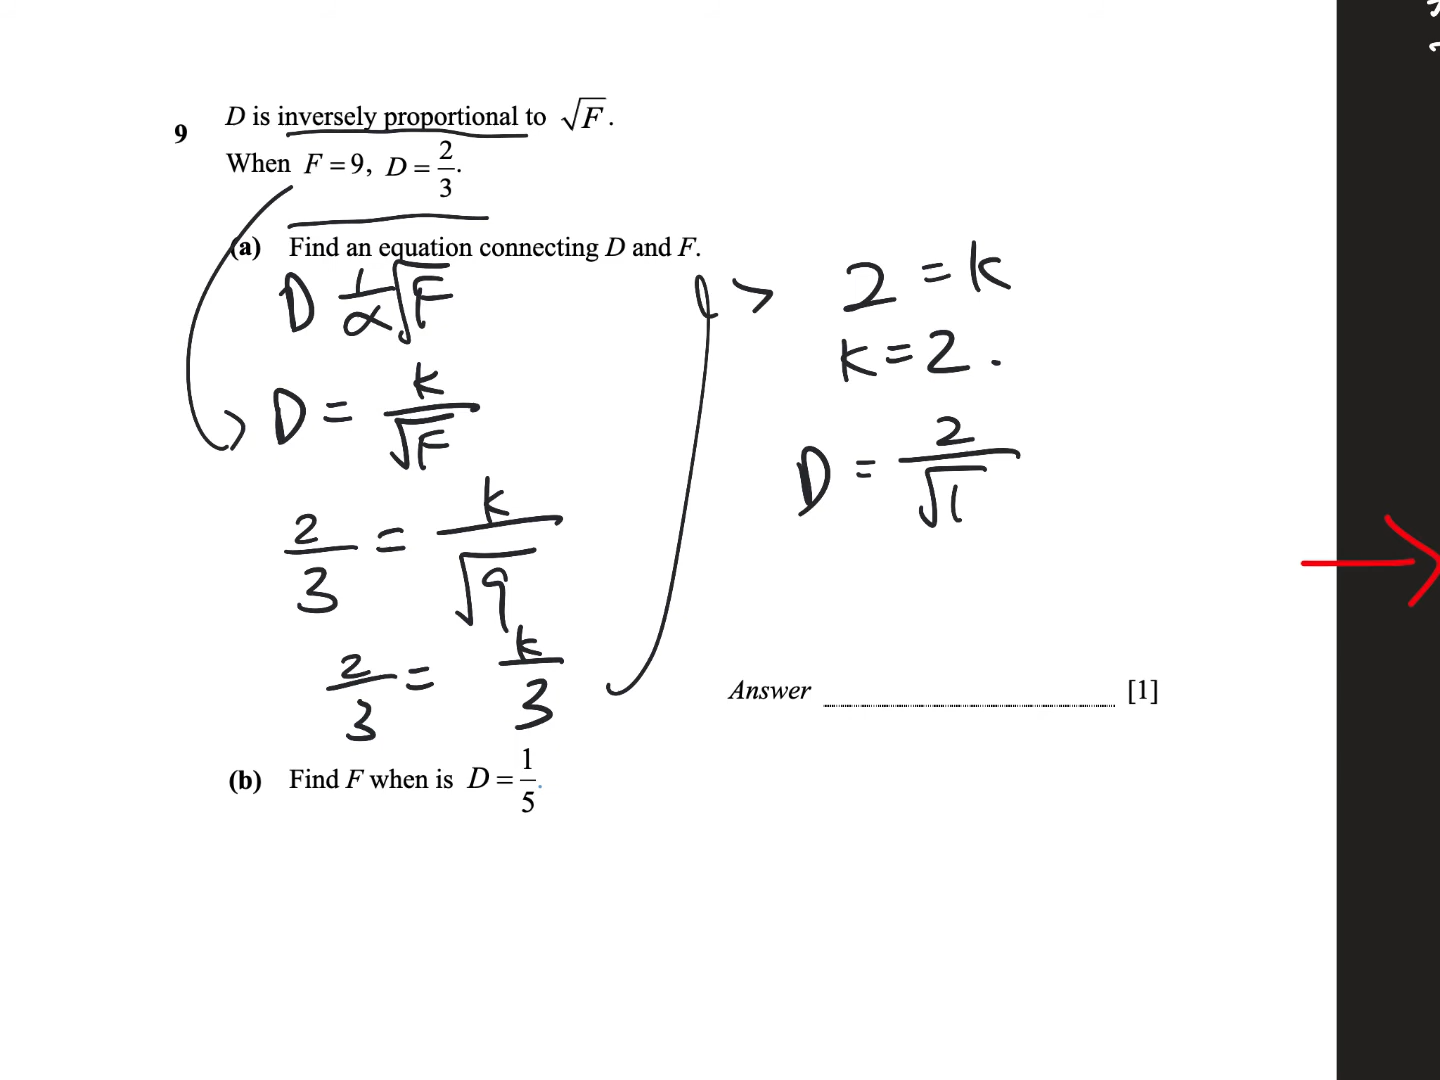 9 D is inversely proportional to √F.
When F = 9, D = 2/3.
(a) Find an equation connecting D and F.
D 1/∝ √F
D = k/√F
2/3 = k/√9
2/3 = k/3
2 = k
k = 2.
D = 2/√1
Answer [1]
(b) Find F when is D = 1/5.